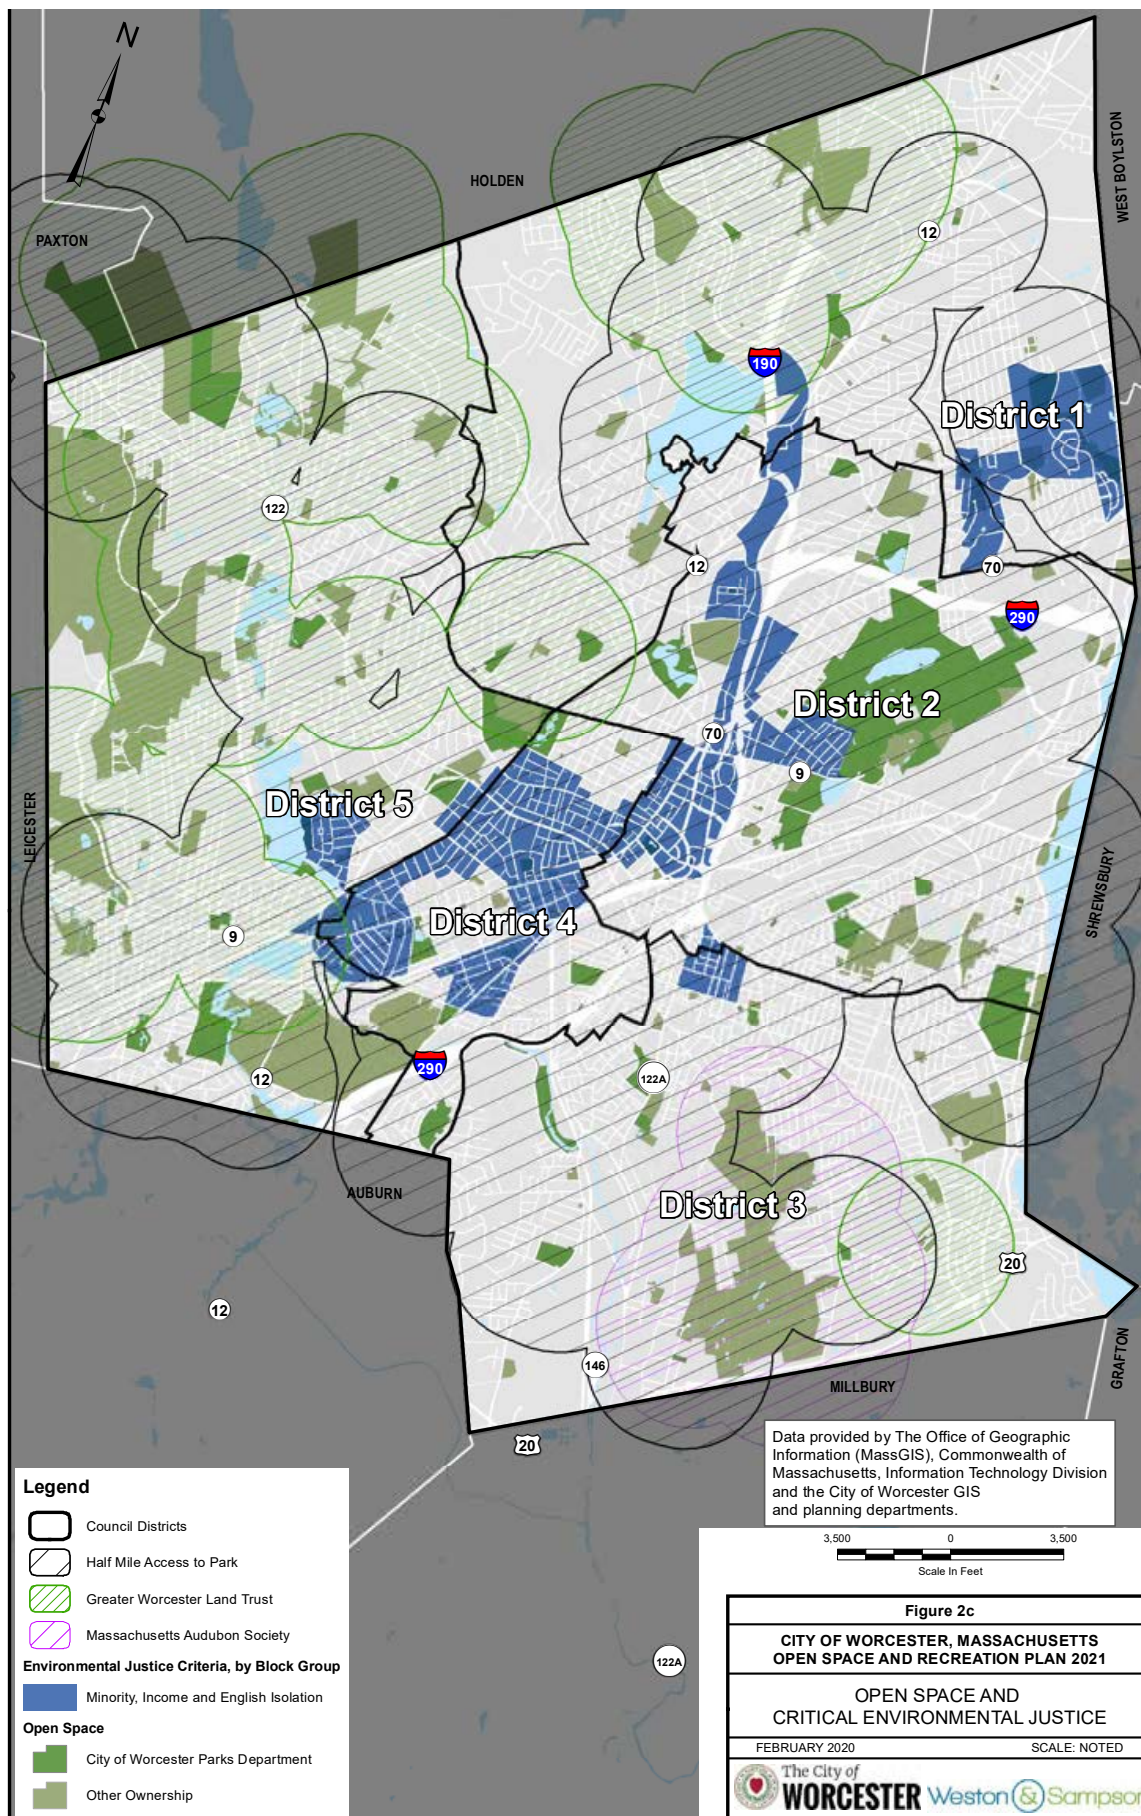 N
HOLDEN
WEST BOYLSTON
PAXTON
12
190
District 1
122
12
70
290
District 2
70
9
LEICESTER
District 5
SHREWSBURY
District 4
9
290
12
122A
AUBURN
District 3
20
12
146
GRAFTON
MILLBURY
20
Data provided by The Office of Geographic
Information (MassGIS), Commonwealth of
Massachusetts, Information Technology Division
and the City of Worcester GIS
and planning departments.
Legend
Council Districts
Half Mile Access to Park
Greater Worcester Land Trust
Massachusetts Audubon Society
Environmental Justice Criteria, by Block Group
Minority, Income and English Isolation
Open Space
City of Worcester Parks Department
Other Ownership
3,500 0 3,500
Scale In Feet
122A
Figure 2c
CITY OF WORCESTER, MASSACHUSETTS
OPEN SPACE AND RECREATION PLAN 2021
OPEN SPACE AND
CRITICAL ENVIRONMENTAL JUSTICE
FEBRUARY 2020 SCALE: NOTED
The City of
WORCESTER
Weston & Sampson